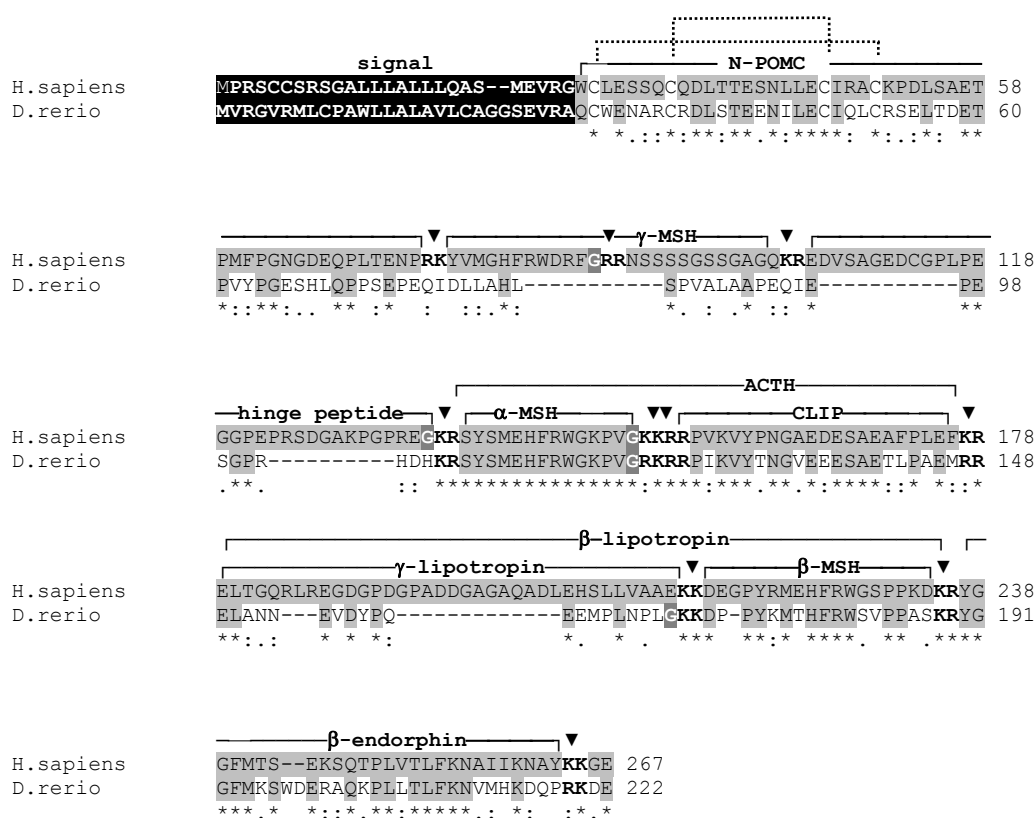 signal N-POMC
H.sapiens MPRSCCSRSGALLLALLLQAS--MEVRGWCLESSQCQDLTTESNLLECIRACKPDLSAET 58
D.rerio MVRGVRMLCPAWLLALAVLCAGGSEVRAQCWENARCRDLSTEENILECIQLCRSELTDET 60
* *.::*:**:**.*:****: *:.:*: **
▼ ▼ γ-MSH ▼
H.sapiens PMFPGNGDEQPLTENPRKYVMGHFRWDRFGRRNSSSSGSSGAGQKREDVSAGEDCGPLPE 118
D.rerio PVYPGESHLQPPSEPEQIDLLAHL-----------SPVALAAPEQIE-----------PE 98
*::**:.. ** :* : ::.*: *. : .* :: * **
ACTH
hinge peptide ▼ α-MSH ▼▼ CLIP ▼
H.sapiens GGPEPRSDGAKPGPREGKRSYSMEHFRWGKPVGKKRRPVKVYPNGAEDESAEAFPLEFKR 178
D.rerio SGPR----------HDHKRSYSMEHFRWGKPVGRKRRPIKVYTNGVEEESAETLPAEMRR 148
.**. :: ****************:****:***.**.*:****::* *::*
β-lipotropin
γ-lipotropin ▼ β-MSH ▼
H.sapiens ELTGQRLREGDGPDGPADDGAGAQADLEHSLLVAAEKKDEGPYRMEHFRWGSPPKDKRYG 238
D.rerio ELANN---EVDYPQ-------------EEMPLNPLGKKDP-PYKMTHFRWSVPPASKRYG 191
**:.: * * *: *. * . *** **:* ****. ** .****
β-endorphin ▼
H.sapiens GFMTS--EKSQTPLVTLFKNAIIKNAYKKGE 267
D.rerio GFMKSWDERAQKPLLTLFKNVMHKDQPRKDE 222
***.* *::*.**:*****.: *: :*.*